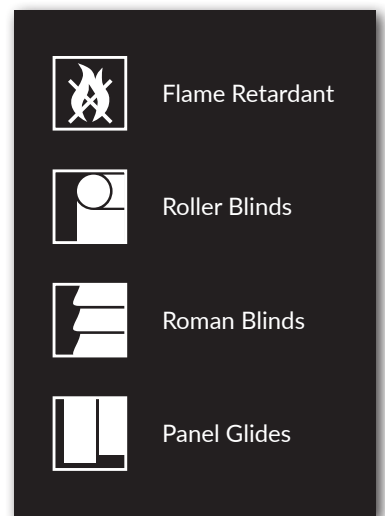 Flame Retardant
Roller Blinds
Roman Blinds
Panel Glides